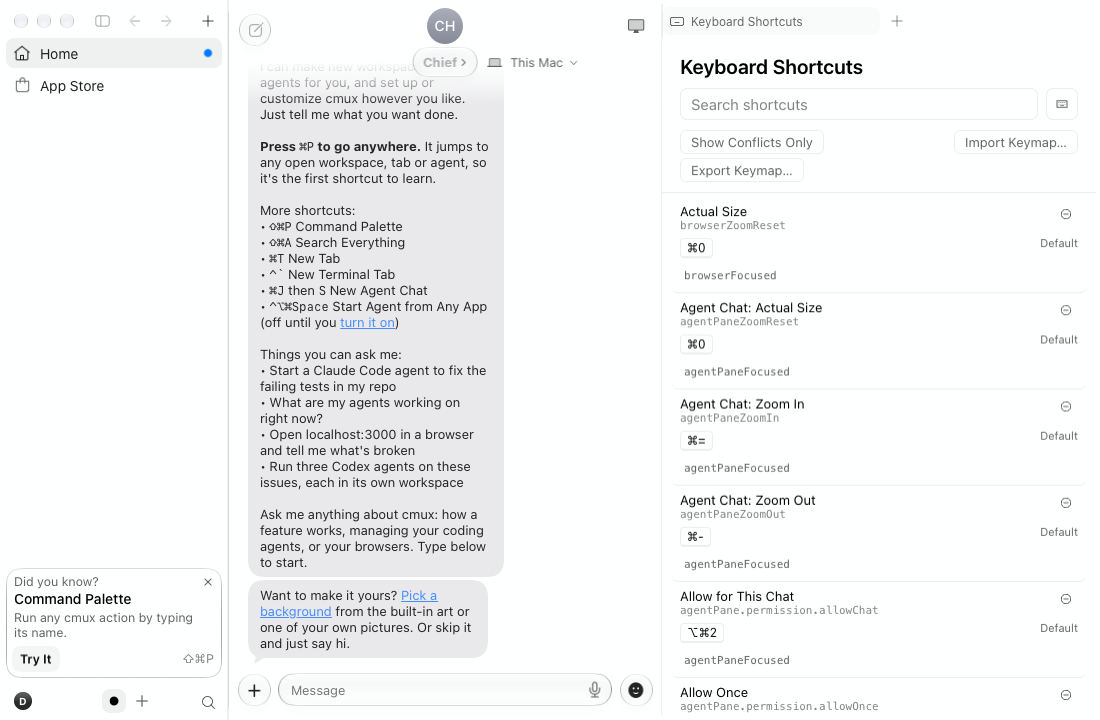 Home
App Store
Did you know?
Command Palette
Run any cmux action by typing
its name.
Try It
⇧⌘P
D
CH
Chief ›
This Mac
I can make new workspac
agents for you, and set up or
customize cmux however you like.
Just tell me what you want done.
Press ⌘P to go anywhere. It jumps to
any open workspace, tab or agent, so
it's the first shortcut to learn.
More shortcuts:
• ⇧⌘P Command Palette
• ⇧⌘A Search Everything
• ⌘T New Tab
• ^` New Terminal Tab
• ⌘J then S New Agent Chat
• ^⌥⌘Space Start Agent from Any App
(off until you turn it on)
Things you can ask me:
• Start a Claude Code agent to fix the
failing tests in my repo
• What are my agents working on
right now?
• Open localhost:3000 in a browser
and tell me what's broken
• Run three Codex agents on these
issues, each in its own workspace
Ask me anything about cmux: how a
feature works, managing your coding
agents, or your browsers. Type below
to start.
Want to make it yours? Pick a
background from the built-in art or
one of your own pictures. Or skip it
and just say hi.
Message
Keyboard Shortcuts
Keyboard Shortcuts
Search shortcuts
Show Conflicts Only
Import Keymap...
Export Keymap...
Actual Size
browserZoomReset
⌘0
Default
browserFocused
Agent Chat: Actual Size
agentPaneZoomReset
⌘0
Default
agentPaneFocused
Agent Chat: Zoom In
agentPaneZoomIn
⌘=
Default
agentPaneFocused
Agent Chat: Zoom Out
agentPaneZoomOut
⌘-
Default
agentPaneFocused
Allow for This Chat
agentPane.permission.allowChat
⌥⌘2
Default
agentPaneFocused
Allow Once
agentPane.permission.allowOnce